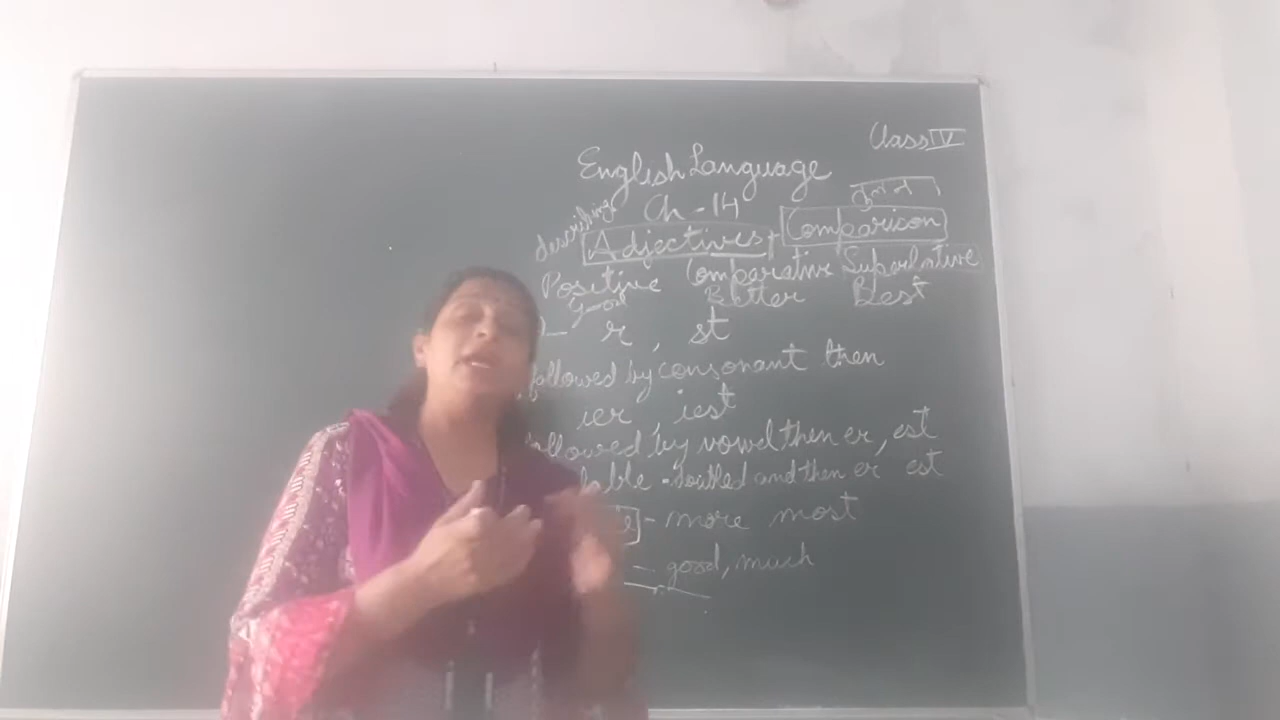 Class IV
English Language
Ch - 14
describing
Adjectives + Comparison
Positive Comparative Superlative
good Better Best
r, st
followed by consonant then
ier, iest
followed by vowel then er, est
doubled and then er est
- more most
- good, much